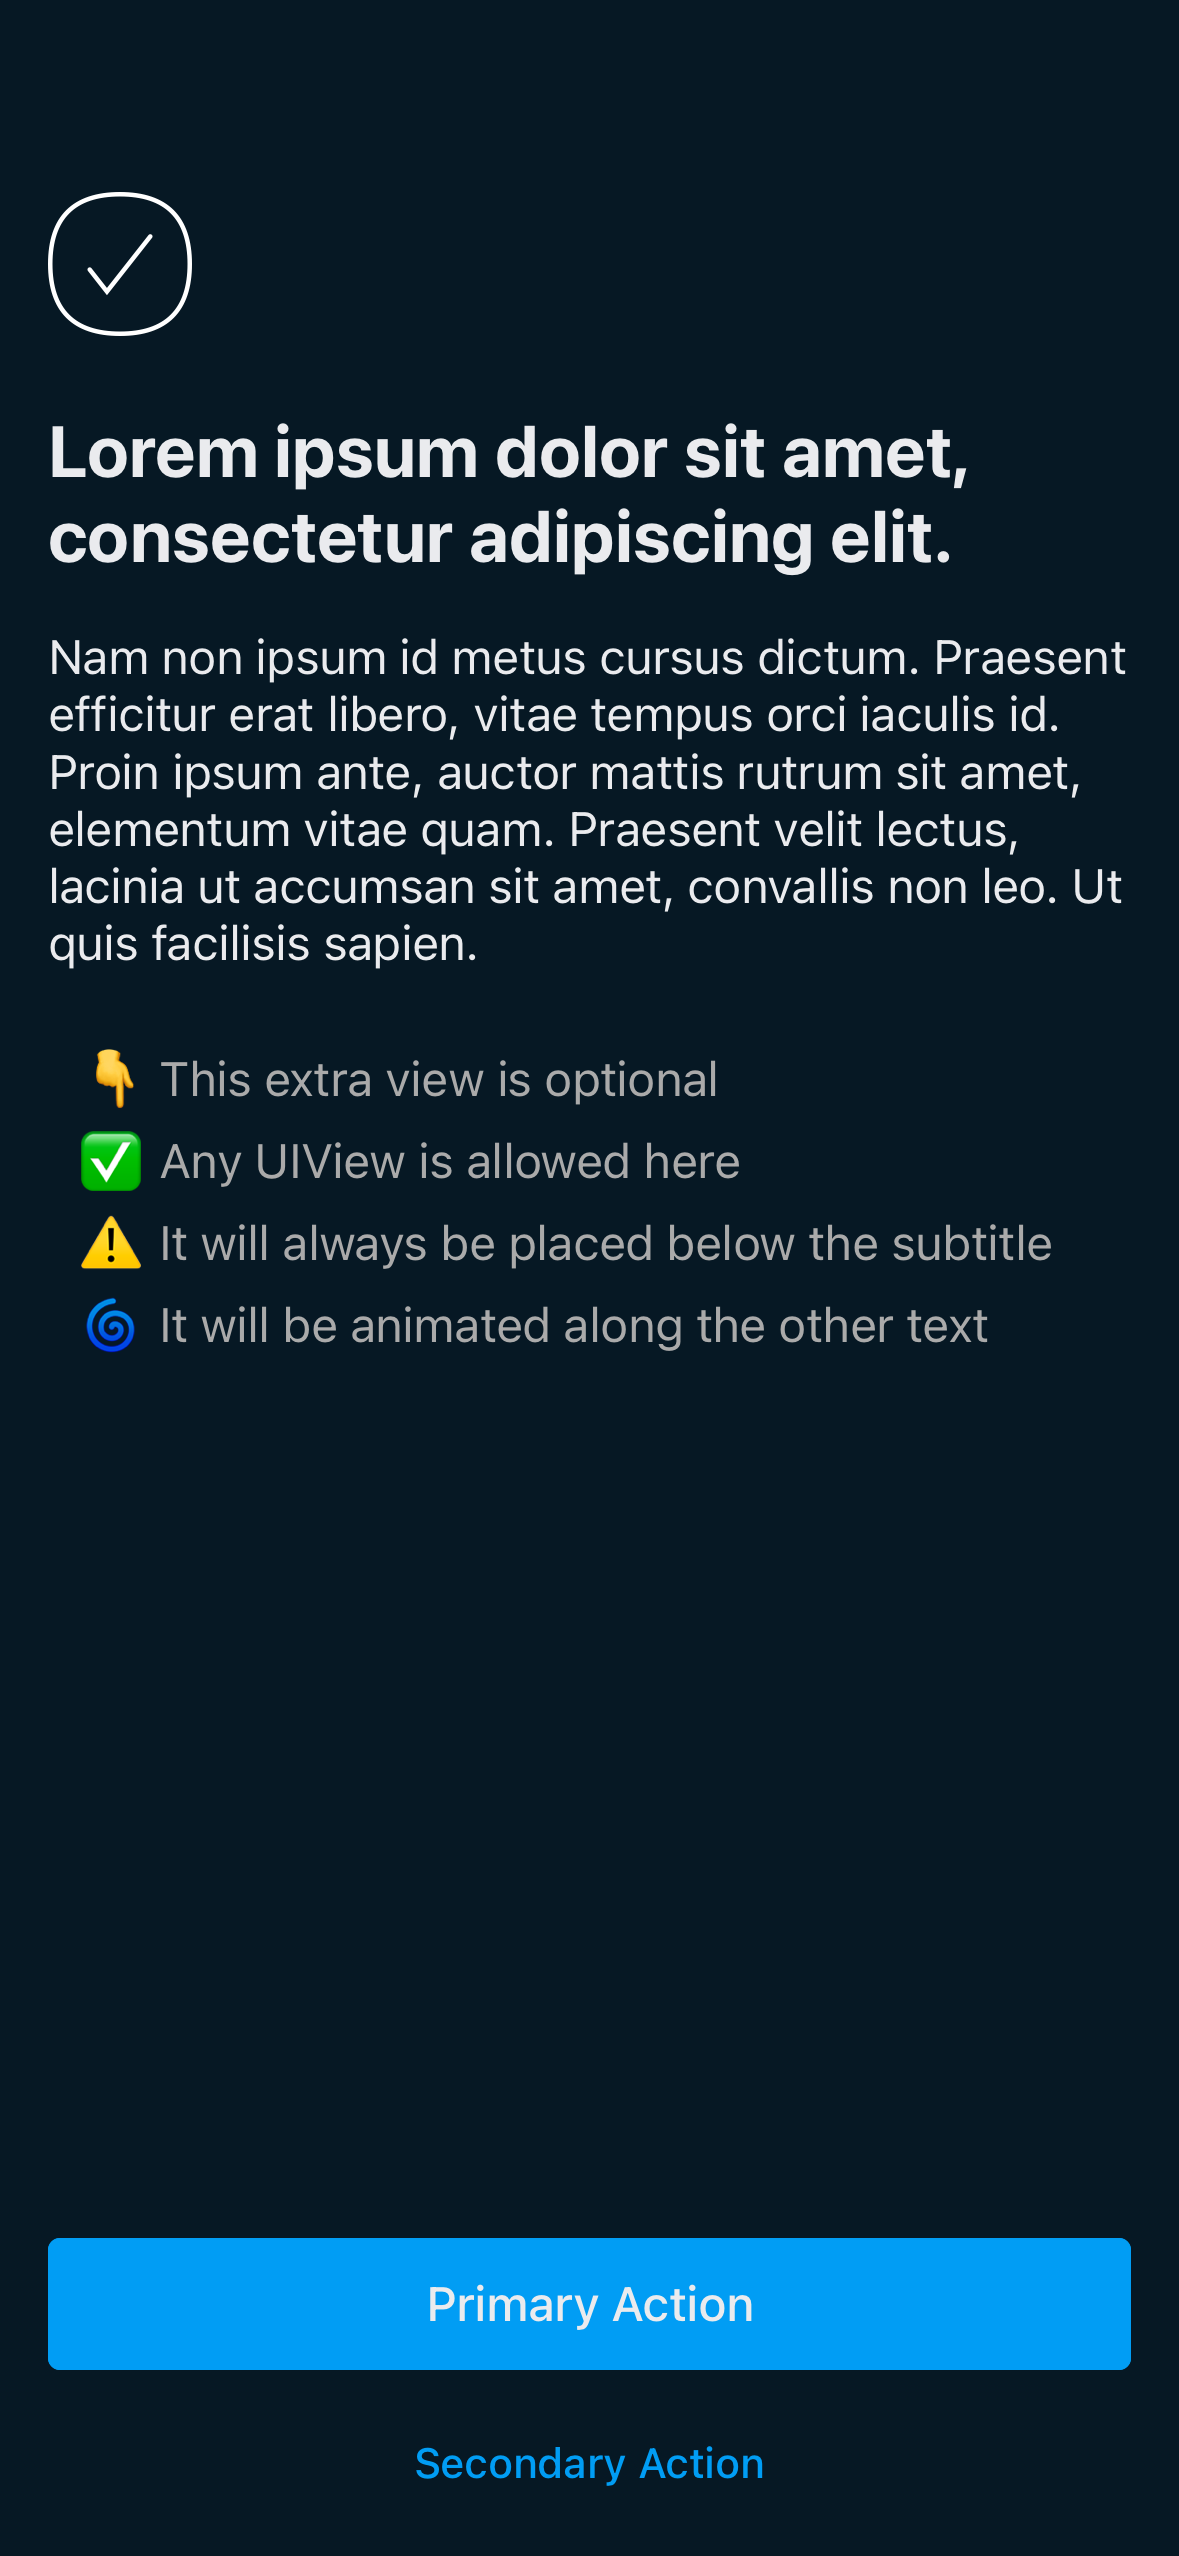 Lorem ipsum dolor sit amet,
consectetur adipiscing elit.
Nam non ipsum id metus cursus dictum. Praesent
efficitur erat libero, vitae tempus orci iaculis id.
Proin ipsum ante, auctor mattis rutrum sit amet,
elementum vitae quam. Praesent velit lectus,
lacinia ut accumsan sit amet, convallis non leo. Ut
quis facilisis sapien.
👇 This extra view is optional
✅ Any UIView is allowed here
⚠️ It will always be placed below the subtitle
🌀 It will be animated along the other text
Primary Action
Secondary Action